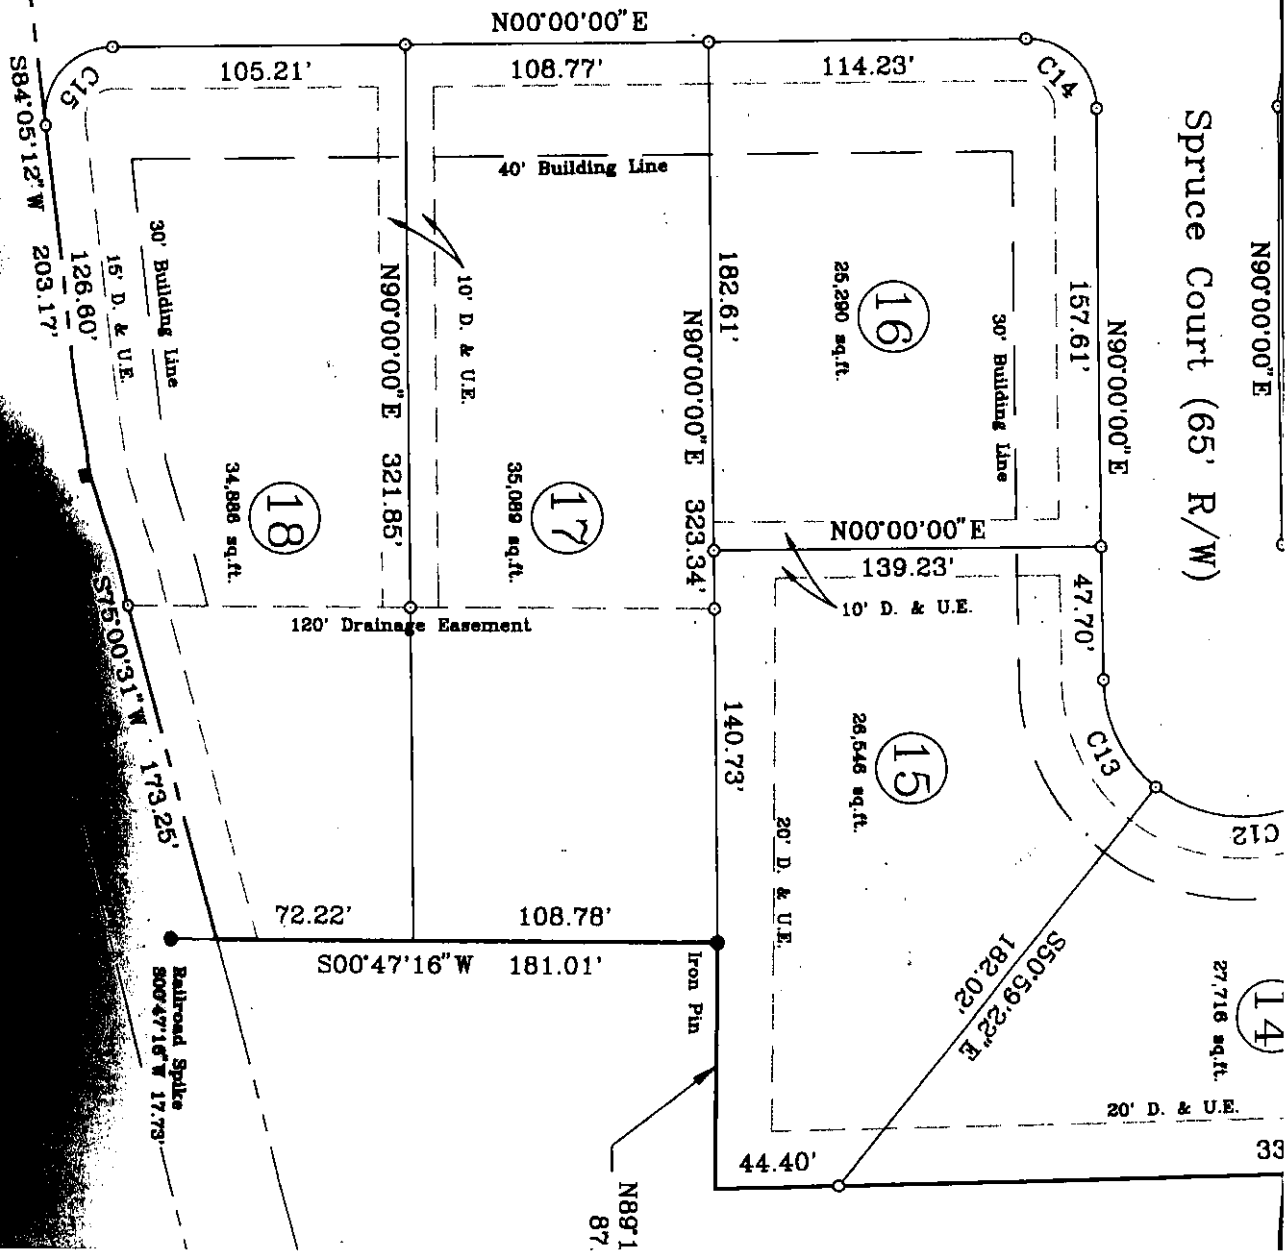 N00°00'00"E
105.21'
108.77'
114.23'
C15
C14
Spruce Court (65' R/W)
N90°00'00"E
40' Building Line
S84°05'12"W 203.17'
126.60'
15' D. & U.E.
30' Building Line
10' D. & U.E.
N90°00'00"E 321.85'
182.61'
N90°00'00"E 323.34'
16
25,290 sq.ft.
30' Building Line
157.61'
N90°00'00"E
18
34,886 sq.ft.
17
35,089 sq.ft.
N00°00'00"E
139.23'
10' D. & U.E.
47.70'
120' Drainage Easement
S75°00'31"W 173.25'
140.73'
15
26,546 sq.ft.
C13
C12
20' D. & U.E.
72.22'
108.78'
S00°47'16"W 181.01'
Iron Pin
S50°59'22"E
182.02'
14
27,716 sq.ft.
Railroad Spike
S00°47'16"W 17.73'
20' D. & U.E.
44.40'
33
N89°1
87.